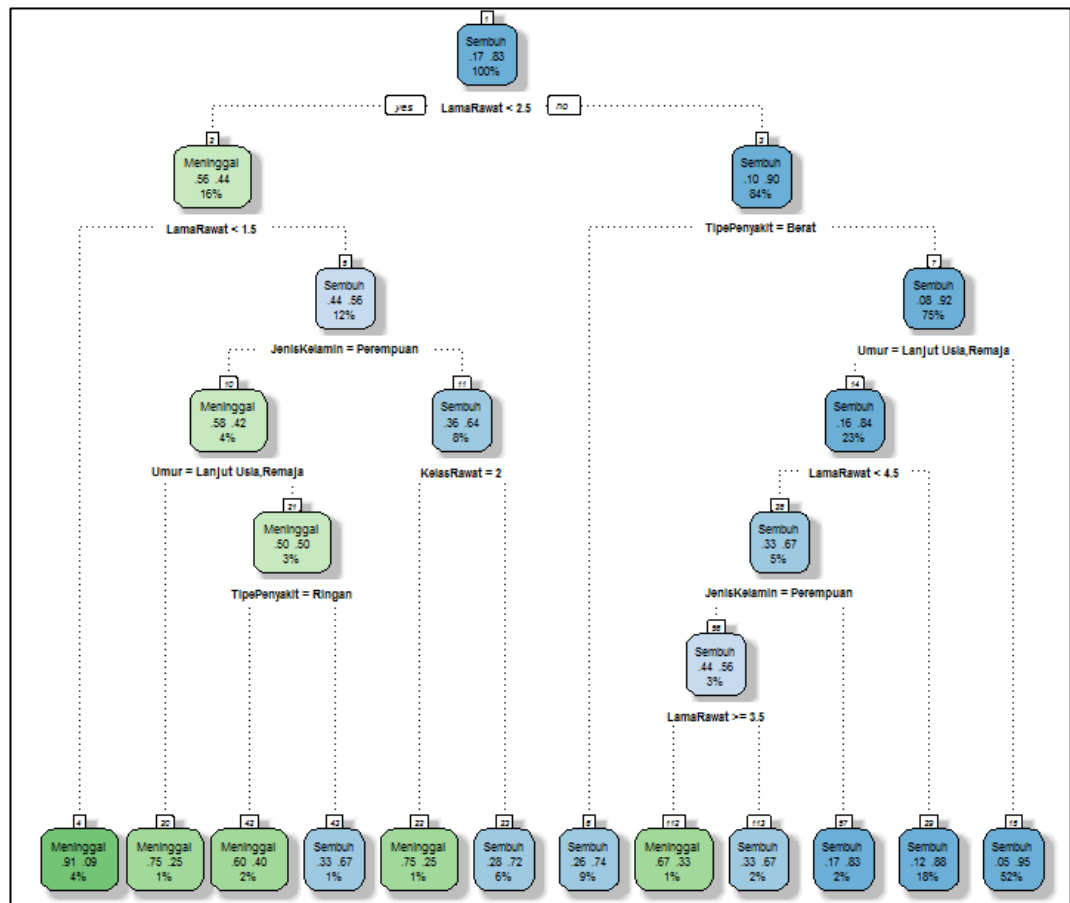 1
Sembuh
.17 .83
100%
yes LamaRawat < 2.5 no
2
Meninggal
.56 .44
16%
3
Sembuh
.10 .90
84%
LamaRawat < 1.5
TipePenyakit = Berat
5
Sembuh
.44 .56
12%
7
Sembuh
.08 .92
75%
JenisKelamin = Perempuan
Umur = Lanjut Usia,Remaja
10
Meninggal
.58 .42
4%
11
Sembuh
.36 .64
8%
14
Sembuh
.16 .84
23%
Umur = Lanjut Usia,Remaja
KelasRawat = 2
LamaRawat < 4.5
21
Meninggal
.50 .50
3%
28
Sembuh
.33 .67
5%
TipePenyakit = Ringan
JenisKelamin = Perempuan
56
Sembuh
.44 .56
3%
LamaRawat >= 3.5
4
Meninggal
.91 .09
4%
20
Meninggal
.75 .25
1%
42
Meninggal
.60 .40
2%
43
Sembuh
.33 .67
1%
22
Meninggal
.75 .25
1%
23
Sembuh
.28 .72
6%
6
Sembuh
.26 .74
9%
112
Meninggal
.67 .33
1%
113
Sembuh
.33 .67
2%
57
Sembuh
.17 .83
2%
29
Sembuh
.12 .88
18%
15
Sembuh
.05 .95
52%